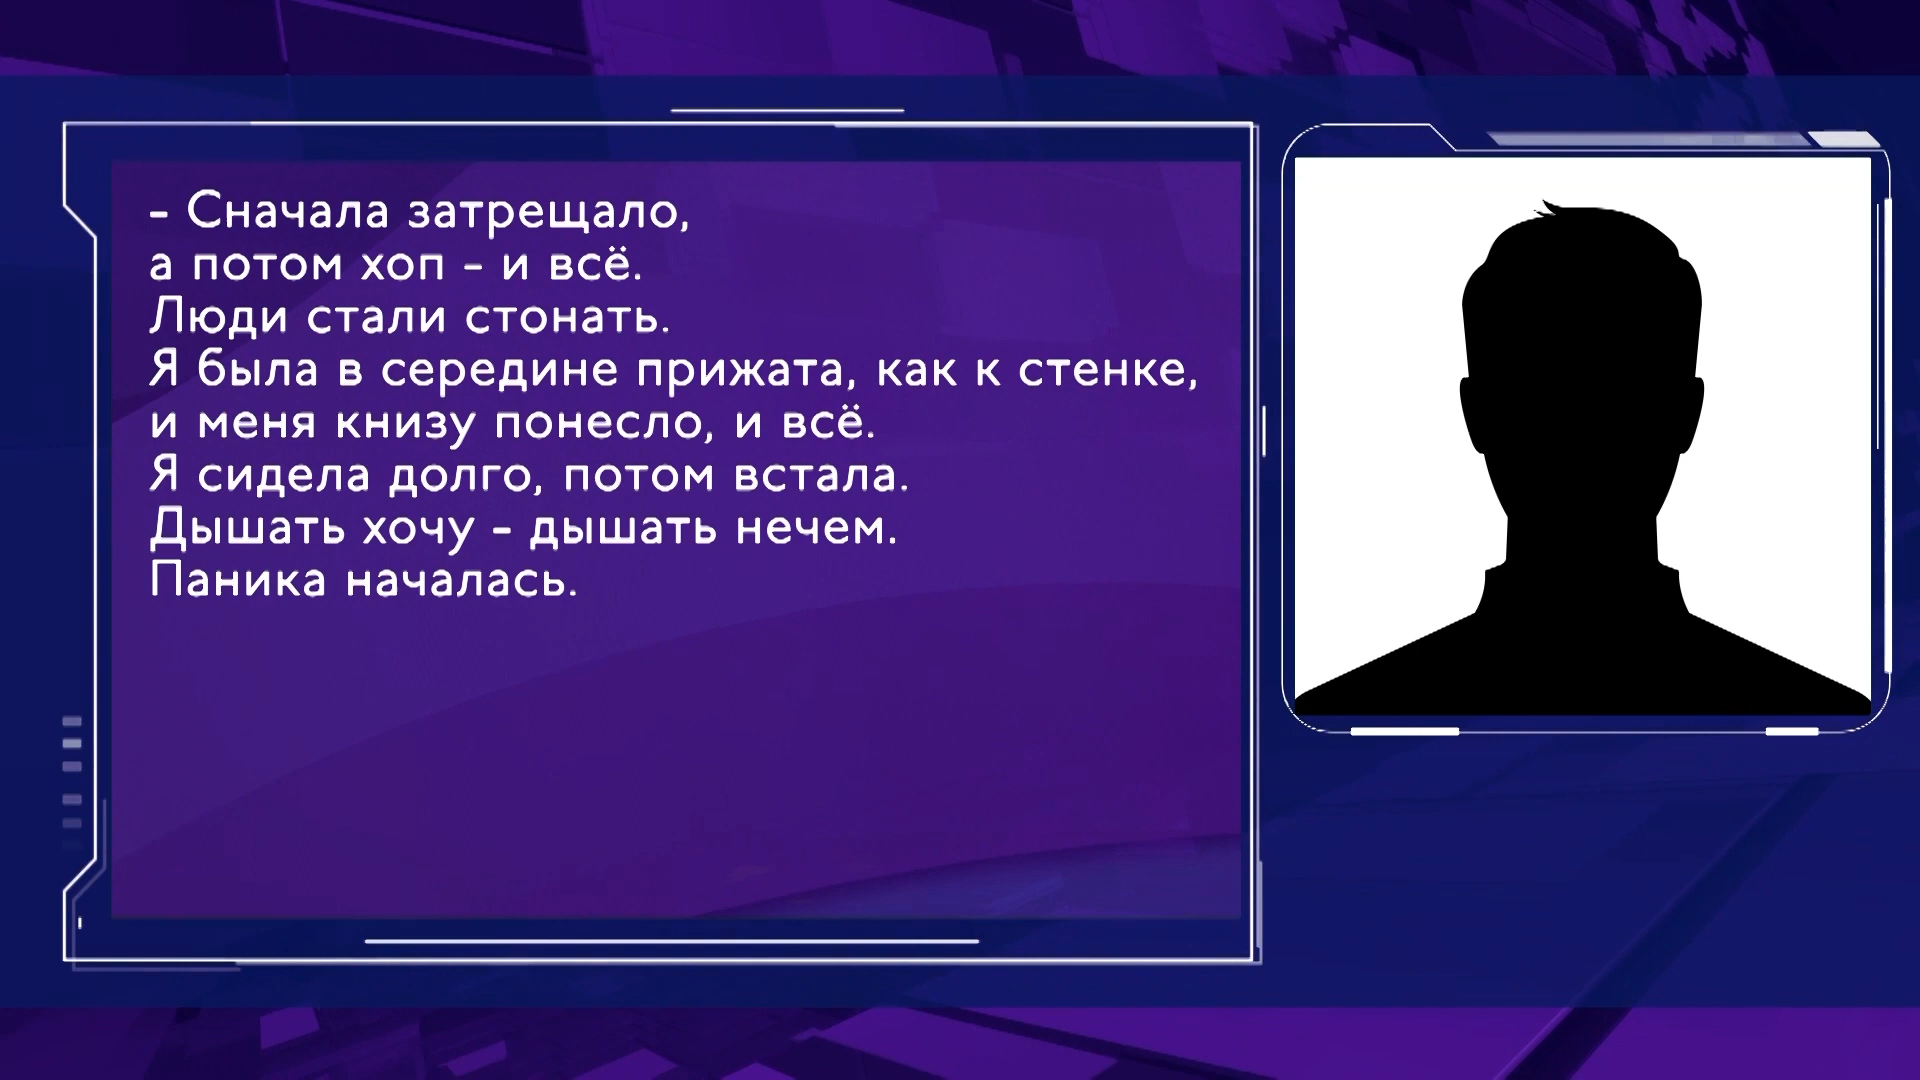 - Сначала затрещало,
а потом хоп - и всё.
Люди стали стонать.
Я была в середине прижата, как к стенке,
и меня книзу понесло, и всё.
Я сидела долго, потом встала.
Дышать хочу - дышать нечем.
Паника началась.